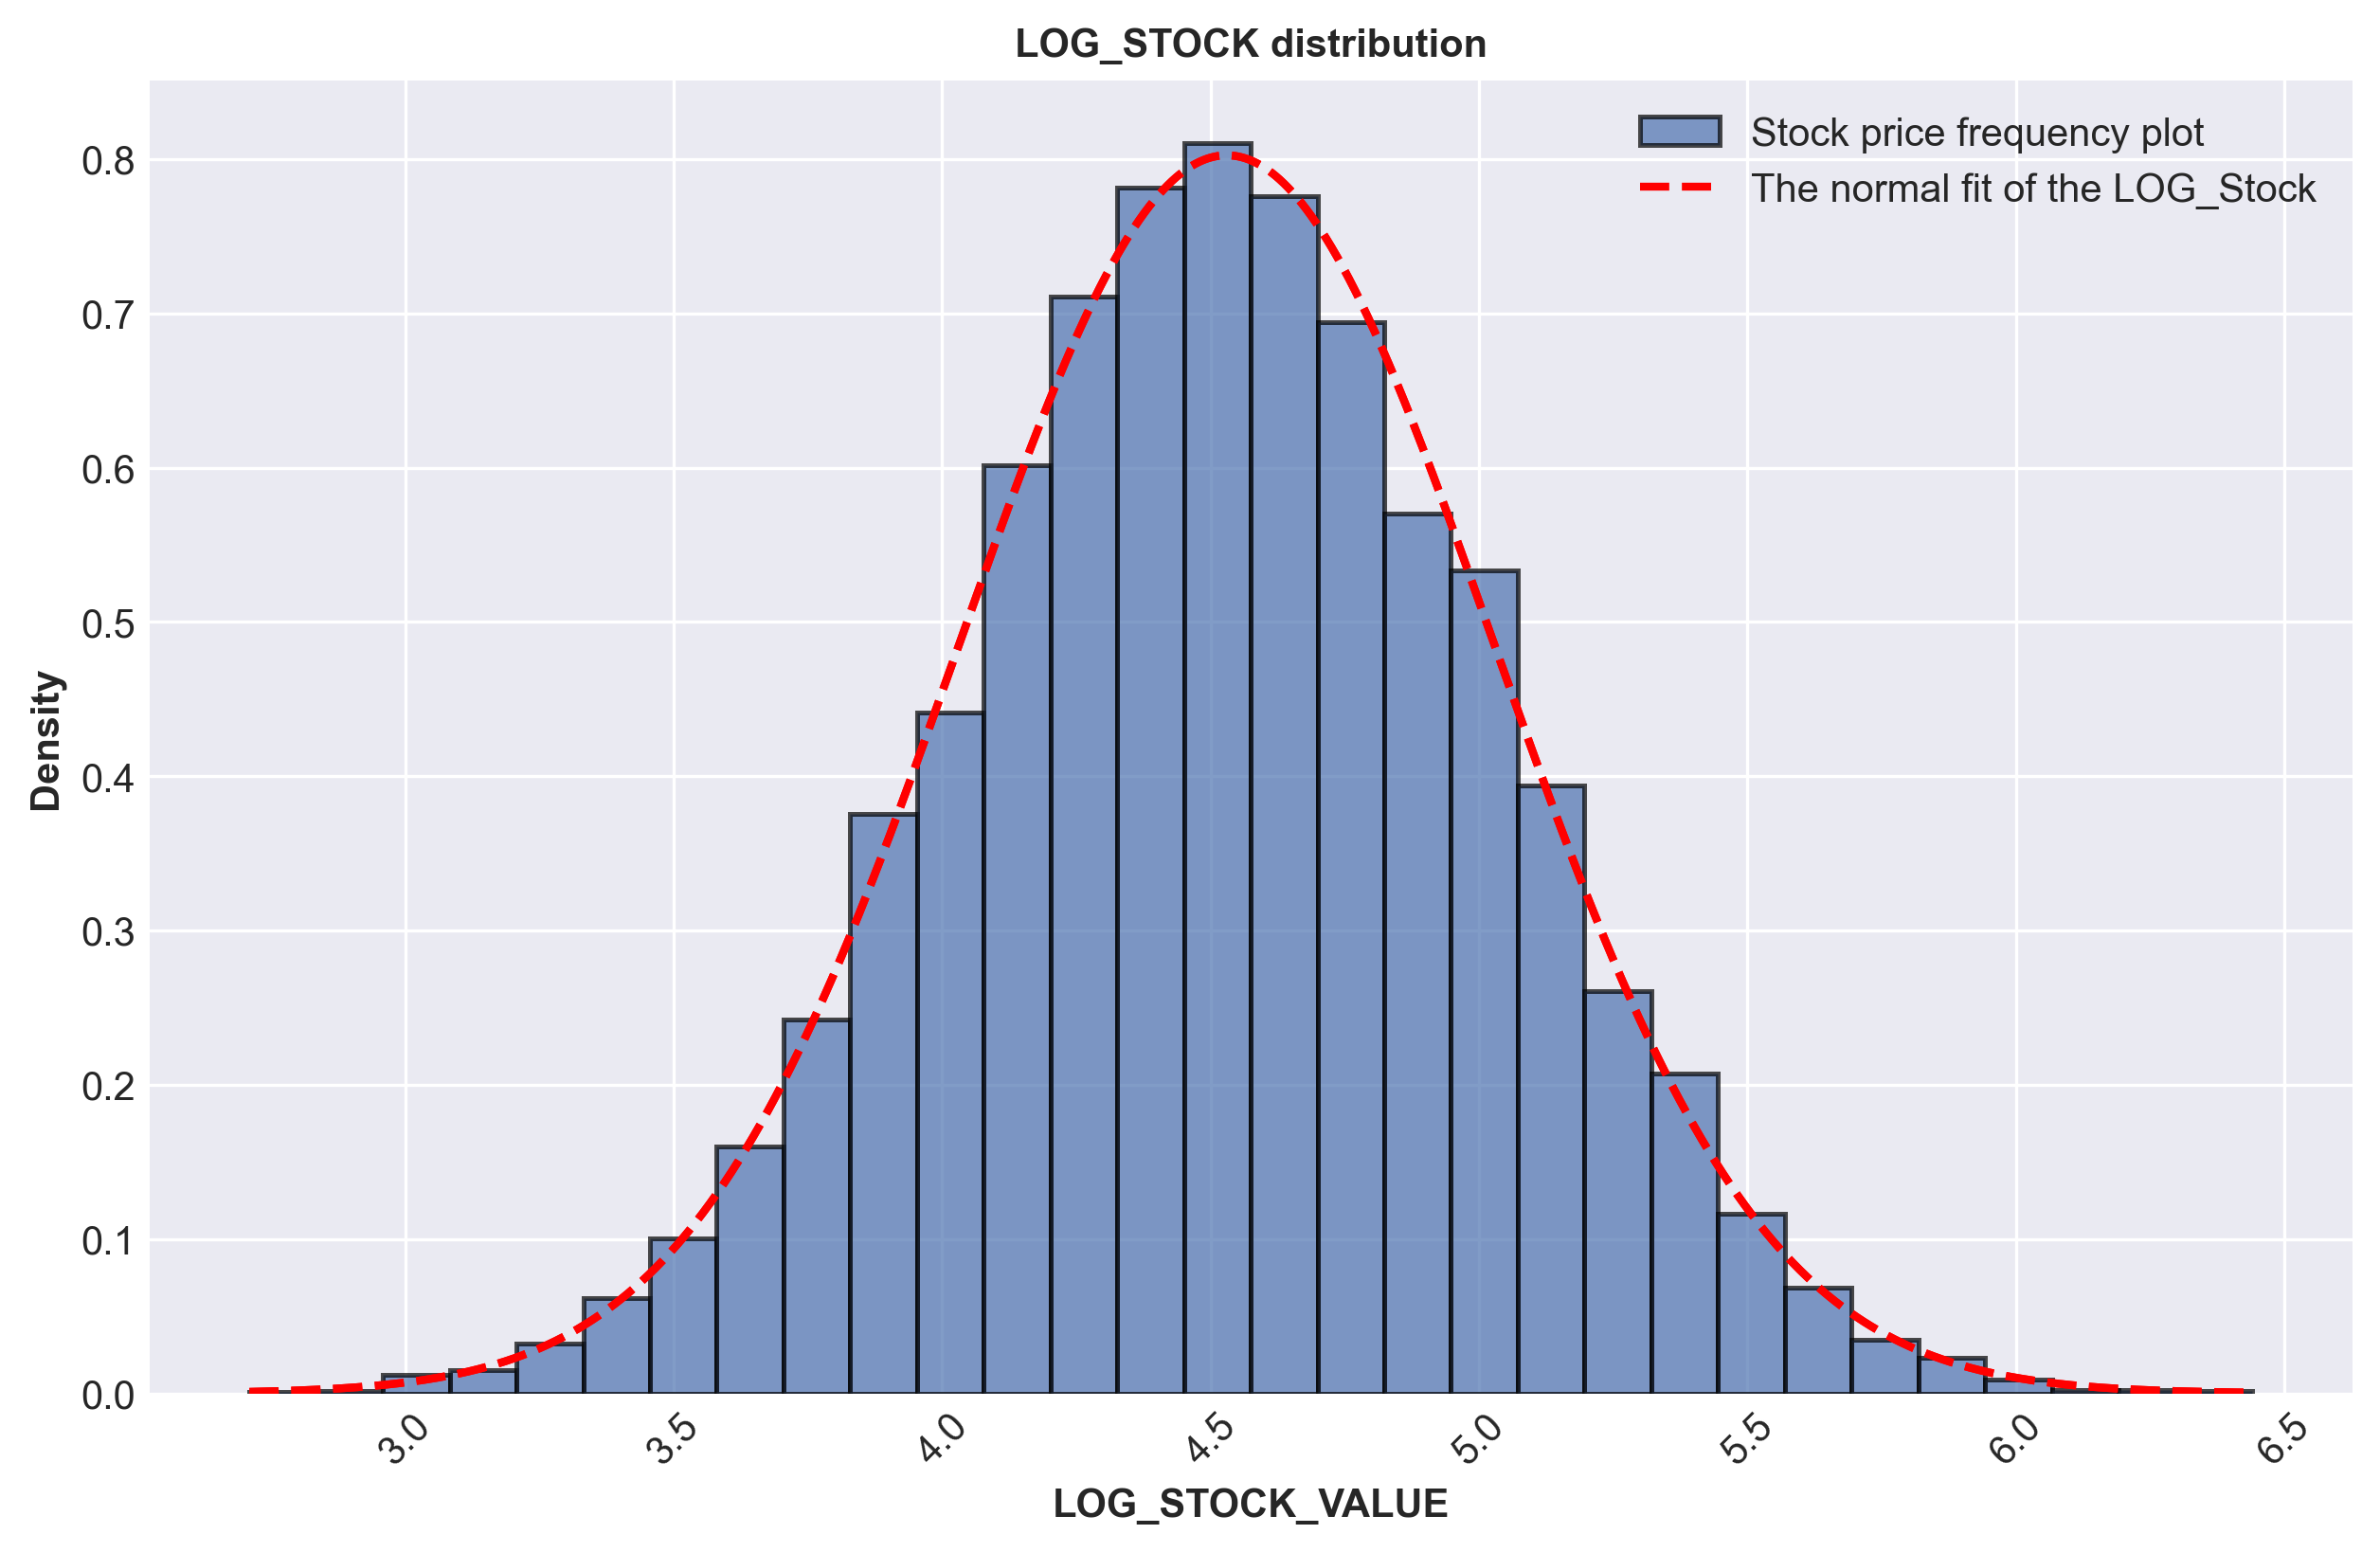 LOG_STOCK distribution
Stock price frequency plot
The normal fit of the LOG_Stock
0.8
0.7
0.6
0.5
0.4
0.3
0.2
0.1
0.0
Density
3.0 3.5 4.0 4.5 5.0 5.5 6.0 6.5
LOG_STOCK_VALUE